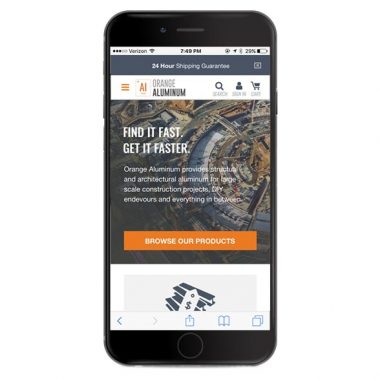 Verizon 7:49 PM 29%
24 Hour Shipping Guarantee
AI ORANGE
ALUMINUM
SEARCH SIGN IN CART
FIND IT FAST.
GET IT FASTER.
Orange Aluminum provides structural
and architectural aluminum for large
scale construction projects, DIY
endevours and everything in between.
BROWSE OUR PRODUCTS
$